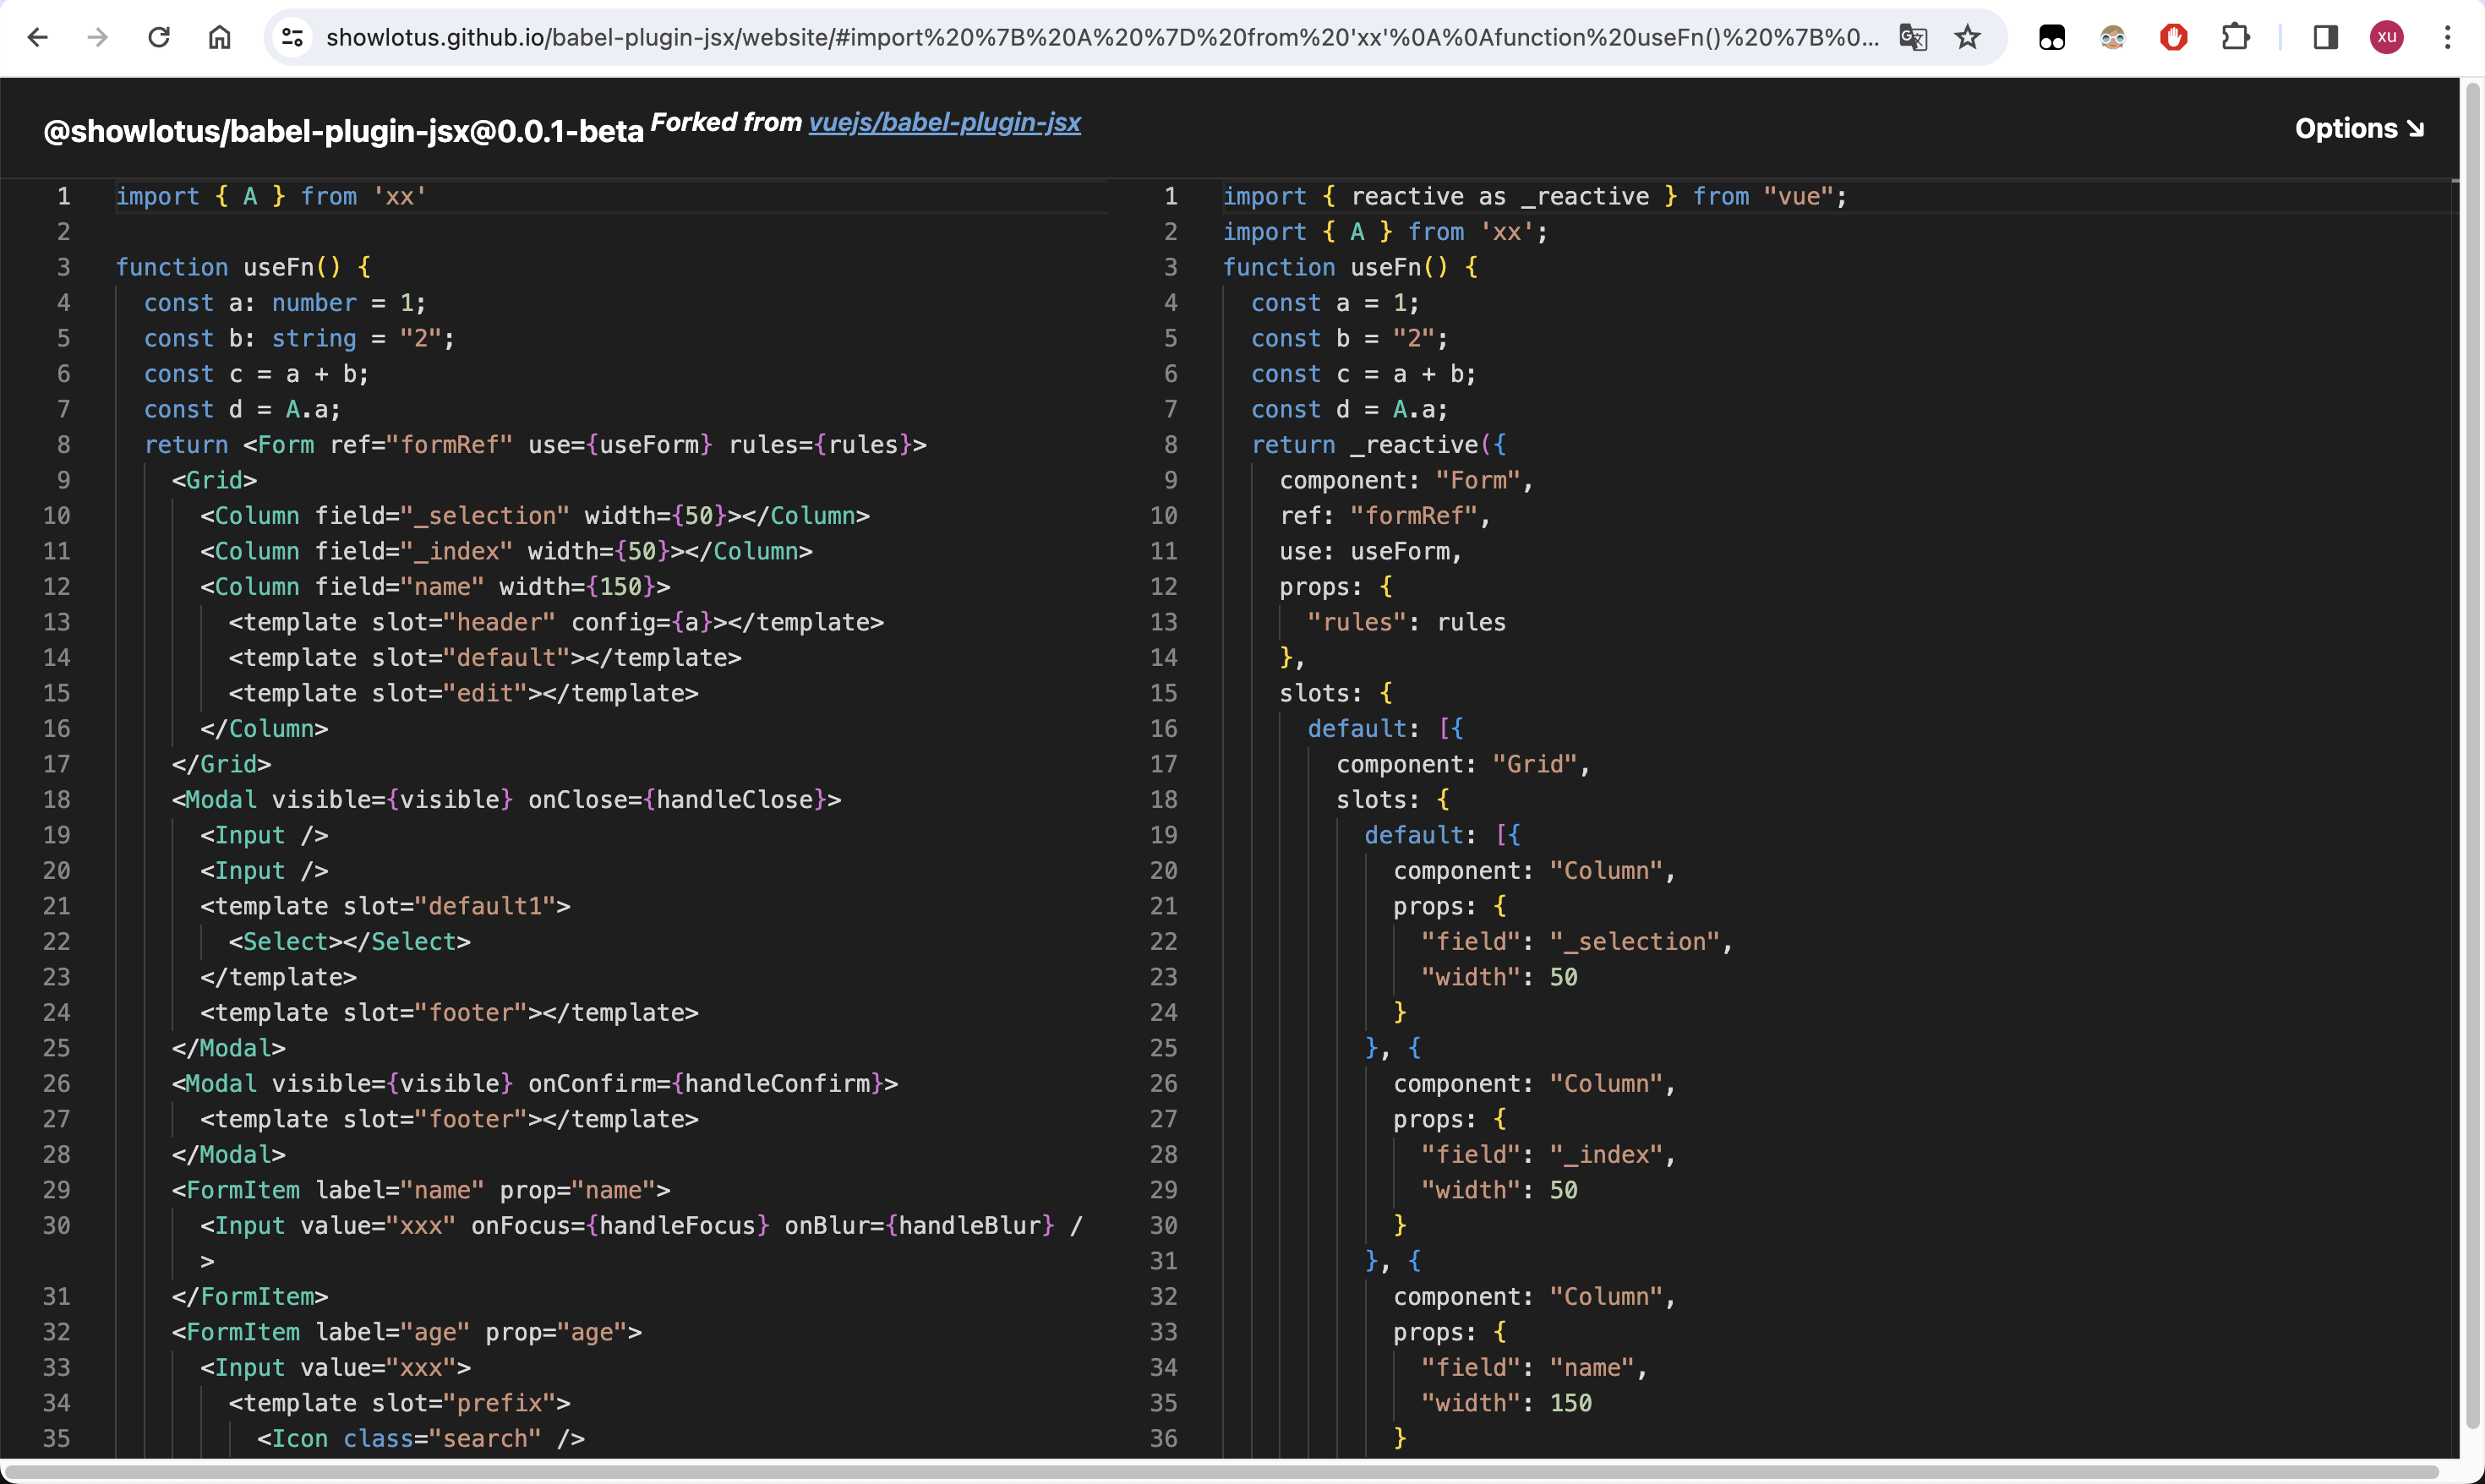 showlotus.github.io/babel-plugin-jsx/website/#import%20%7B%20A%20%7D%20from%20'xx'%0A%0Afunction%20useFn()%20%7B%0...
xu
@showlotus/babel-plugin-jsx@0.0.1-beta Forked from vuejs/babel-plugin-jsx
Options ↘
1 import { A } from 'xx'
2
3 function useFn() {
4 const a: number = 1;
5 const b: string = "2";
6 const c = a + b;
7 const d = A.a;
8 return <Form ref="formRef" use={useForm} rules={rules}>
9 <Grid>
10 <Column field="_selection" width={50}></Column>
11 <Column field="_index" width={50}></Column>
12 <Column field="name" width={150}>
13 <template slot="header" config={a}></template>
14 <template slot="default"></template>
15 <template slot="edit"></template>
16 </Column>
17 </Grid>
18 <Modal visible={visible} onClose={handleClose}>
19 <Input />
20 <Input />
21 <template slot="default1">
22 <Select></Select>
23 </template>
24 <template slot="footer"></template>
25 </Modal>
26 <Modal visible={visible} onConfirm={handleConfirm}>
27 <template slot="footer"></template>
28 </Modal>
29 <FormItem label="name" prop="name">
30 <Input value="xxx" onFocus={handleFocus} onBlur={handleBlur} /
>
31 </FormItem>
32 <FormItem label="age" prop="age">
33 <Input value="xxx">
34 <template slot="prefix">
35 <Icon class="search" />
1 import { reactive as _reactive } from "vue";
2 import { A } from 'xx';
3 function useFn() {
4 const a = 1;
5 const b = "2";
6 const c = a + b;
7 const d = A.a;
8 return _reactive({
9 component: "Form",
10 ref: "formRef",
11 use: useForm,
12 props: {
13 "rules": rules
14 },
15 slots: {
16 default: [{
17 component: "Grid",
18 slots: {
19 default: [{
20 component: "Column",
21 props: {
22 "field": "_selection",
23 "width": 50
24 }
25 }, {
26 component: "Column",
27 props: {
28 "field": "_index",
29 "width": 50
30 }
31 }, {
32 component: "Column",
33 props: {
34 "field": "name",
35 "width": 150
36 }